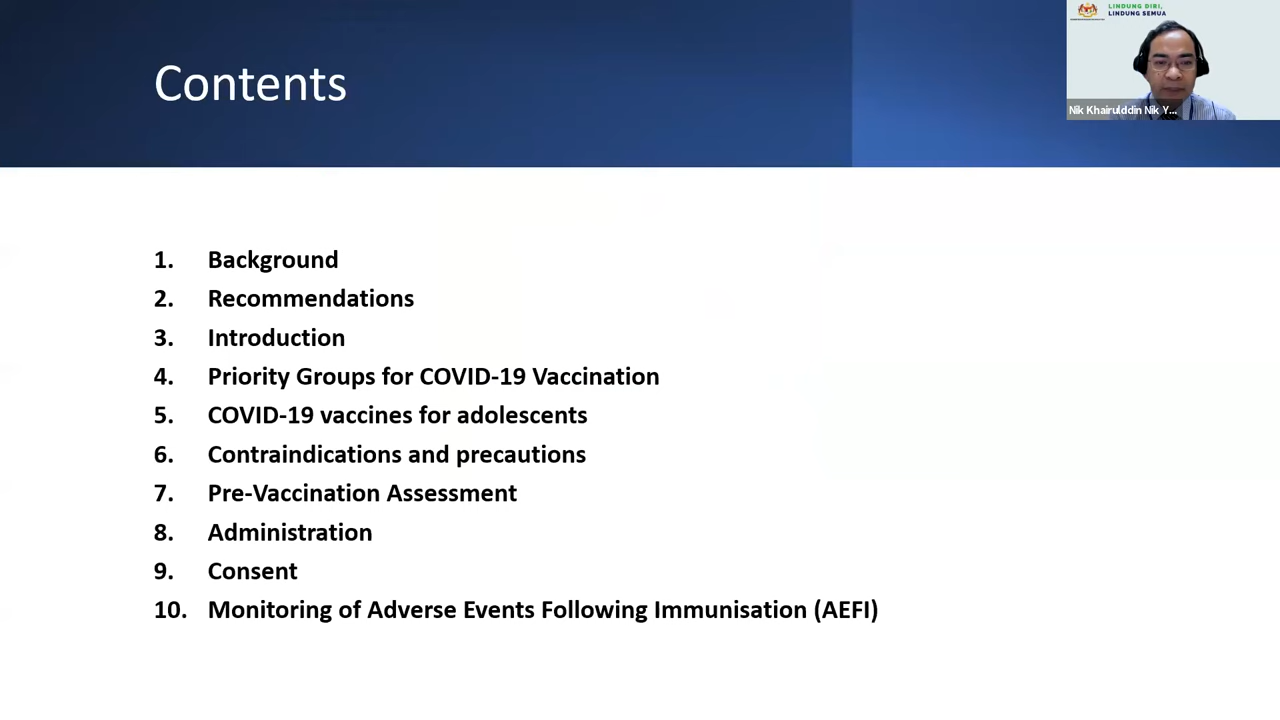 Contents
LINDUNG DIRI,
LINDUNG SEMUA
Nik Khairulddin Nik Y...
1. Background
2. Recommendations
3. Introduction
4. Priority Groups for COVID-19 Vaccination
5. COVID-19 vaccines for adolescents
6. Contraindications and precautions
7. Pre-Vaccination Assessment
8. Administration
9. Consent
10. Monitoring of Adverse Events Following Immunisation (AEFI)